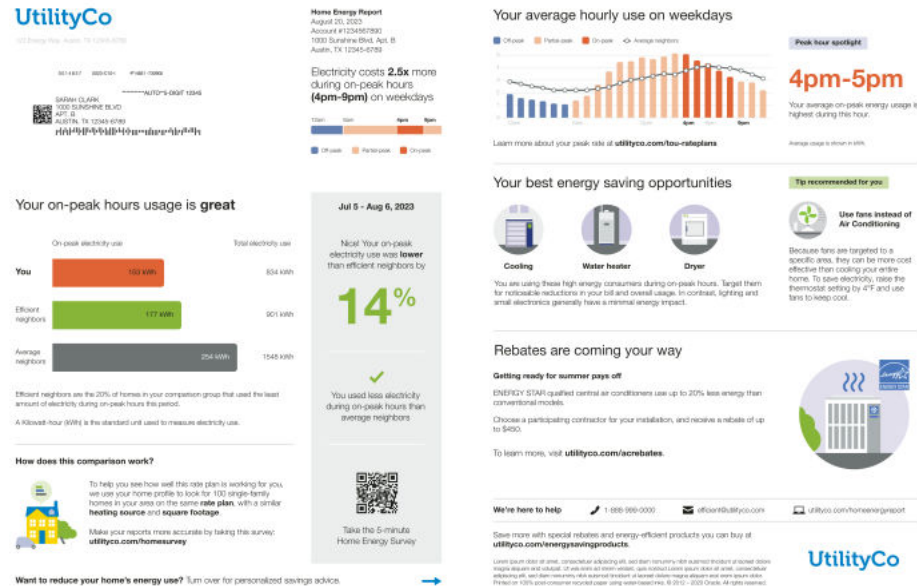 UtilityCo
Home Energy Report
August 20, 2023
Account #1234567890
1000 Sunshine Blvd, Apt. B
Austin, TX 12345-6789
SARAH CLARK
1000 SUNSHINE BLVD
APT. B
AUSTIN, TX 12345-6789
Electricity costs 2.5x more
during on-peak hours
(4pm-9pm) on weekdays
Off-peak Partial-peak On-peak
Your on-peak hours usage is great
On-peak electricity use Total electricity use
You 153 kWh 834 kWh
Efficient
neighbors 177 kWh 901 kWh
Average
neighbors 254 kWh 1548 kWh
Efficient neighbors are the 20% of homes in your comparison group that used the least
amount of electricity during on-peak hours this period.
A Kilowatt-hour (kWh) is the standard unit used to measure electricity use.
How does this comparison work?
To help you see how well this rate plan is working for you,
we use your home profile to look for 100 single-family
homes in your area on the same rate plan, with a similar
heating source and square footage.
Make your reports more accurate by taking this survey:
utilityco.com/homesurvey
Jul 5 - Aug 6, 2023
Nice! Your on-peak
electricity use was lower
than efficient neighbors by
14%
You used less electricity
during on-peak hours than
average neighbors
Take the 5-minute
Home Energy Survey
Want to reduce your home's energy use? Turn over for personalized savings advice.
Your average hourly use on weekdays
Off-peak Partial-peak On-peak Average neighbors
4pm 9pm
Learn more about your peak ride at utilityco.com/tou-rateplans
Peak hour spotlight
4pm-5pm
Your average on-peak energy usage is
highest during this hour.
Average usage is shown in kWh.
Your best energy saving opportunities
Cooling Water heater Dryer
You are using these high energy consumers during on-peak hours. Target them
for noticeable reductions in your bill and overall usage. In contrast, lighting and
small electronics generally have a minimal energy impact.
Tip recommended for you
Use fans instead of
Air Conditioning
Because fans are targeted to a
specific area, they can be more cost
effective than cooling your entire
home. To save electricity, raise the
thermostat setting by 4°F and use
fans to keep cool.
Rebates are coming your way
Getting ready for summer pays off
ENERGY STAR qualified central air conditioners use up to 20% less energy than
conventional models.
Choose a participating contractor for your installation, and receive a rebate of up
to $450.
To learn more, visit utilityco.com/acrebates.
ENERGY STAR
We're here to help 1-888-999-0000 efficient@utilityco.com utilityco.com/homeenergyreport
Save more with special rebates and energy-efficient products you can buy at
utilityco.com/energysavingproducts.
UtilityCo